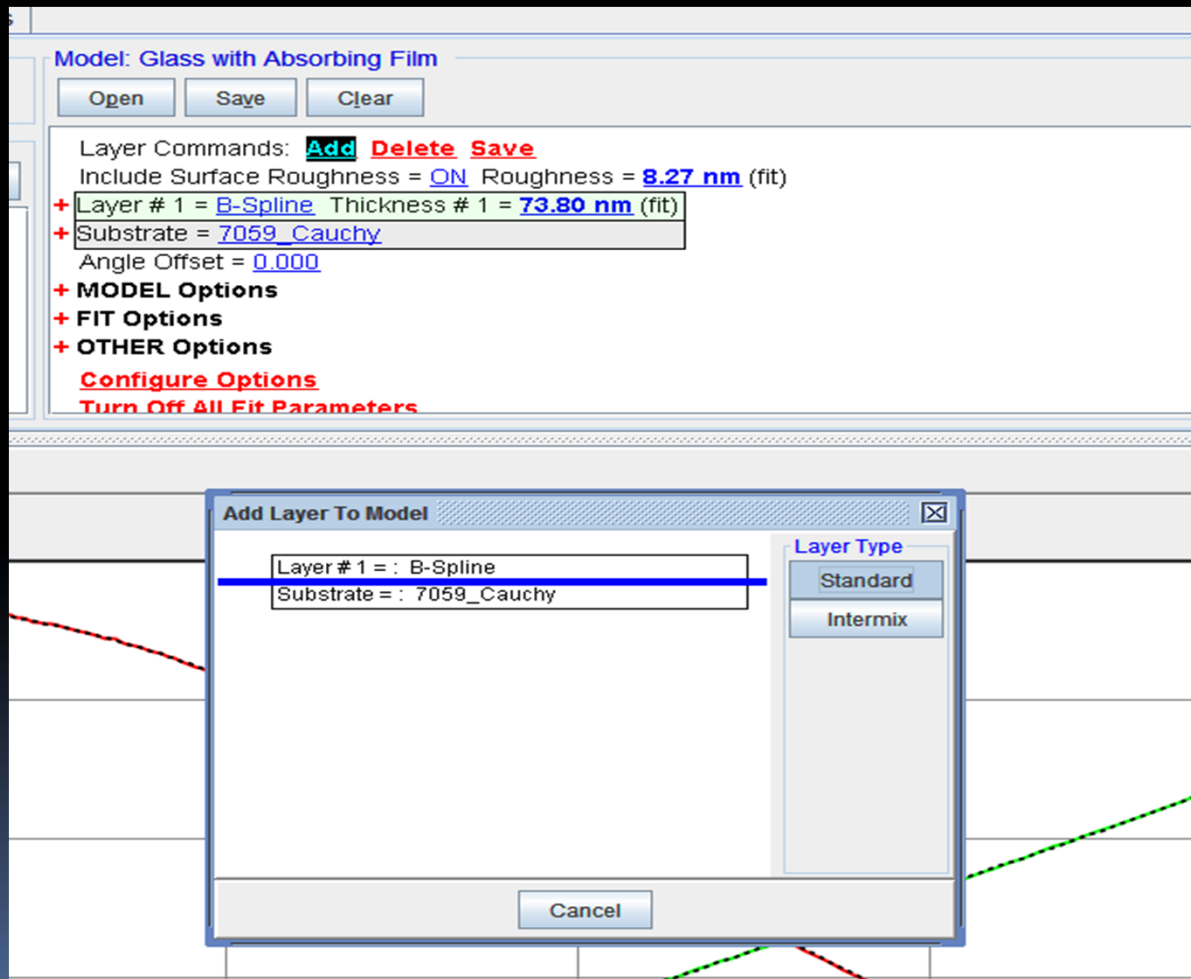 s
Model: Glass with Absorbing Film
Open Save Clear
Layer Commands: Add Delete Save
Include Surface Roughness = ON Roughness = 8.27 nm (fit)
+ Layer # 1 = B-Spline Thickness # 1 = 73.80 nm (fit)
+ Substrate = 7059_Cauchy
Angle Offset = 0.000
+ MODEL Options
+ FIT Options
+ OTHER Options
Configure Options
Turn Off All Fit Parameters
Add Layer To Model
Layer # 1 = : B-Spline
Substrate = : 7059_Cauchy
Layer Type
Standard
Intermix
Cancel